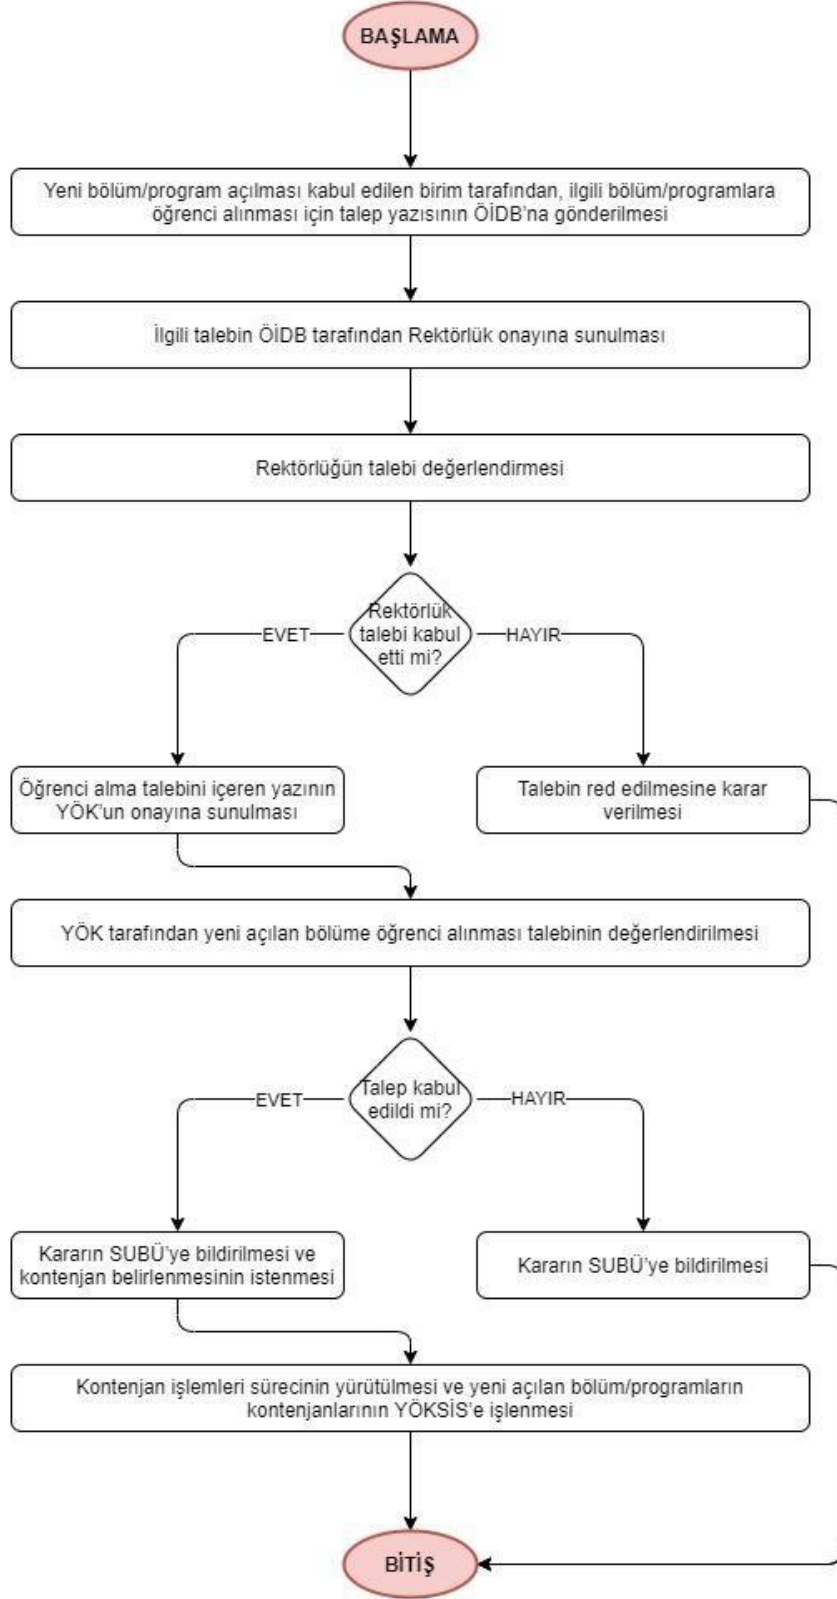 BAŞLAMA
Yeni bölüm/program açılması kabul edilen birim tarafından, ilgili bölüm/programlara
öğrenci alınması için talep yazısının ÖİDB'na gönderilmesi
İlgili talebin ÖİDB tarafından Rektörlük onayına sunulması
Rektörlüğün talebi değerlendirmesi
Rektörlük
talebi kabul
etti mi?
EVET
HAYIR
Öğrenci alma talebini içeren yazının
YÖK'un onayına sunulması
Talebin red edilmesine karar
verilmesi
YÖK tarafından yeni açılan bölüme öğrenci alınması talebinin değerlendirilmesi
Talep kabul
edildi mi?
EVET
HAYIR
Kararın SUBÜ'ye bildirilmesi ve
kontenjan belirlenmesinin istenmesi
Kararın SUBÜ'ye bildirilmesi
Kontenjan işlemleri sürecinin yürütülmesi ve yeni açılan bölüm/programların
kontenjanlarının YÖKSİS'e işlenmesi
BİTİŞ